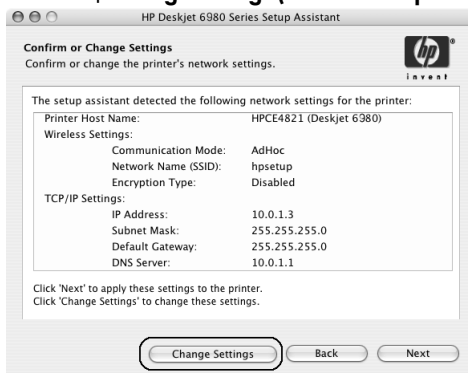 HP Deskjet 6980 Series Setup Assistant
Confirm or Change Settings
Confirm or change the printer's network settings.
hp
invent
The setup assistant detected the following network settings for the printer:
Printer Host Name: HPCE4821 (Deskjet 6980)
Wireless Settings:
Communication Mode: AdHoc
Network Name (SSID): hpsetup
Encryption Type: Disabled
TCP/IP Settings:
IP Address: 10.0.1.3
Subnet Mask: 255.255.255.0
Default Gateway: 255.255.255.0
DNS Server: 10.0.1.1
Click 'Next' to apply these settings to the printer.
Click 'Change Settings' to change these settings.
Change Settings Back Next